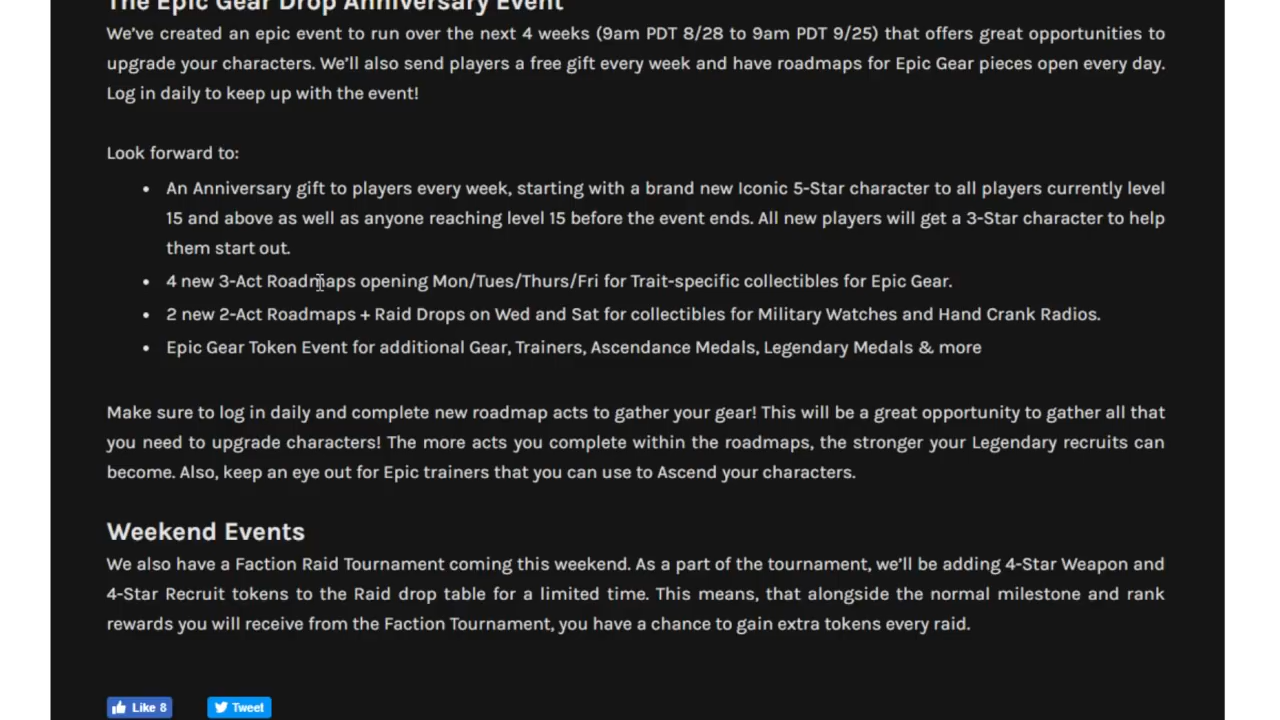 The Epic Gear Drop Anniversary Event
We've created an epic event to run over the next 4 weeks (9am PDT 8/28 to 9am PDT 9/25) that offers great opportunities to
upgrade your characters. We'll also send players a free gift every week and have roadmaps for Epic Gear pieces open every day.
Log in daily to keep up with the event!
Look forward to:
• An Anniversary gift to players every week, starting with a brand new Iconic 5-Star character to all players currently level
15 and above as well as anyone reaching level 15 before the event ends. All new players will get a 3-Star character to help
them start out.
• 4 new 3-Act Roadmaps opening Mon/Tues/Thurs/Fri for Trait-specific collectibles for Epic Gear.
• 2 new 2-Act Roadmaps + Raid Drops on Wed and Sat for collectibles for Military Watches and Hand Crank Radios.
• Epic Gear Token Event for additional Gear, Trainers, Ascendance Medals, Legendary Medals & more
Make sure to log in daily and complete new roadmap acts to gather your gear! This will be a great opportunity to gather all that
you need to upgrade characters! The more acts you complete within the roadmaps, the stronger your Legendary recruits can
become. Also, keep an eye out for Epic trainers that you can use to Ascend your characters.
Weekend Events
We also have a Faction Raid Tournament coming this weekend. As a part of the tournament, we'll be adding 4-Star Weapon and
4-Star Recruit tokens to the Raid drop table for a limited time. This means, that alongside the normal milestone and rank
rewards you will receive from the Faction Tournament, you have a chance to gain extra tokens every raid.
Like 8 Tweet